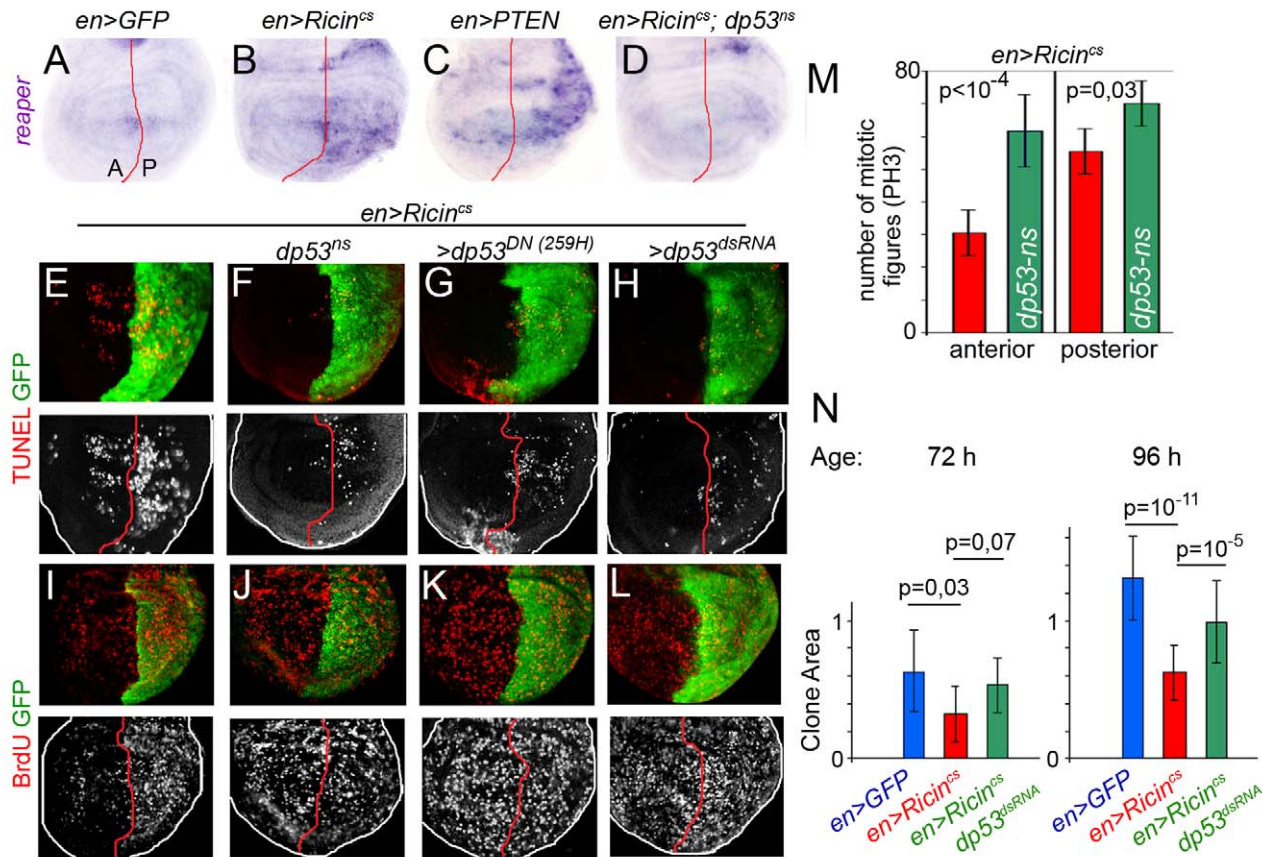 en>GFP en>Ricin^cs en>PTEN en>Ricin^cs; dp53^ns
reaper
A B C D
A P
en>Ricin^cs
dp53^ns >dp53^DN (259H) >dp53^dsRNA
E F G H
TUNEL GFP
I J K L
BrdU GFP
M
en>Ricin^cs
80
p<10^-4 p=0,03
number of mitotic
figures (PH3)
dp53-ns dp53-ns
0
anterior posterior
N
Age: 72 h 96 h
p=10^-11
p=10^-5
p=0,07
p=0,03
Clone Area
1 1
0 0
en>GFP
en>Ricin^cs
en>Ricin^cs
dp53^dsRNA
en>GFP
en>Ricin^cs
en>Ricin^cs
dp53^dsRNA